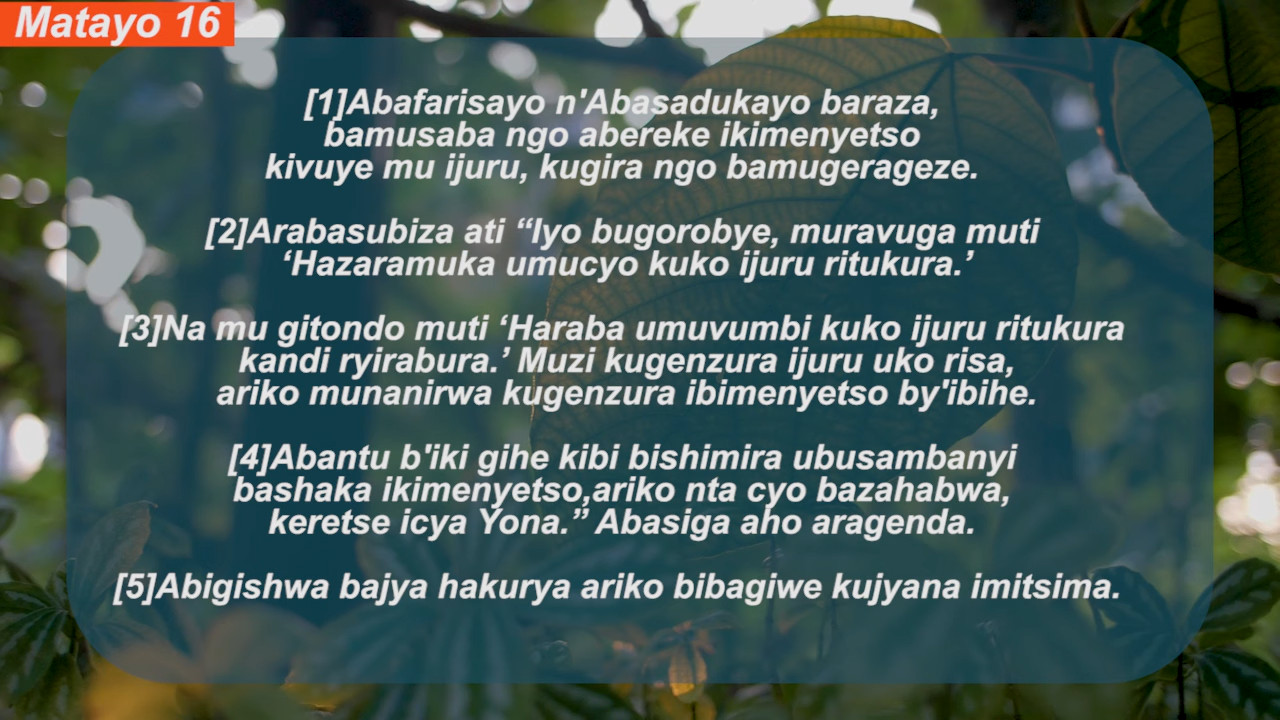 Matayo 16
[1]Abafarisayo n'Abasadukayo baraza,
bamusaba ngo abereke ikimenyetso
kivuye mu ijuru, kugira ngo bamugerageze.
[2]Arabasubiza ati “Iyo bugorobye, muravuga muti
‘Hazaramuka umucyo kuko ijuru ritukura.’
[3]Na mu gitondo muti ‘Haraba umuvumbi kuko ijuru ritukura
kandi ryirabura.’ Muzi kugenzura ijuru uko risa,
ariko munanirwa kugenzura ibimenyetso by'ibihe.
[4]Abantu b'iki gihe kibi bishimira ubusambanyi
bashaka ikimenyetso,ariko nta cyo bazahabwa,
keretse icya Yona.” Abasiga aho aragenda.
[5]Abigishwa bajya hakurya ariko bibagiwe kujyana imitsima.